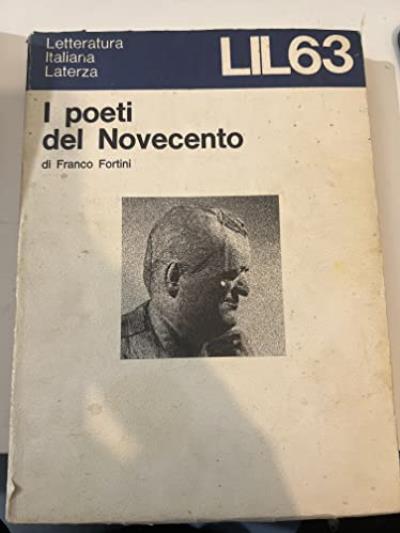 Letteratura
Italiana
Laterza
LIL63
I poeti
del Novecento
di Franco Fortini